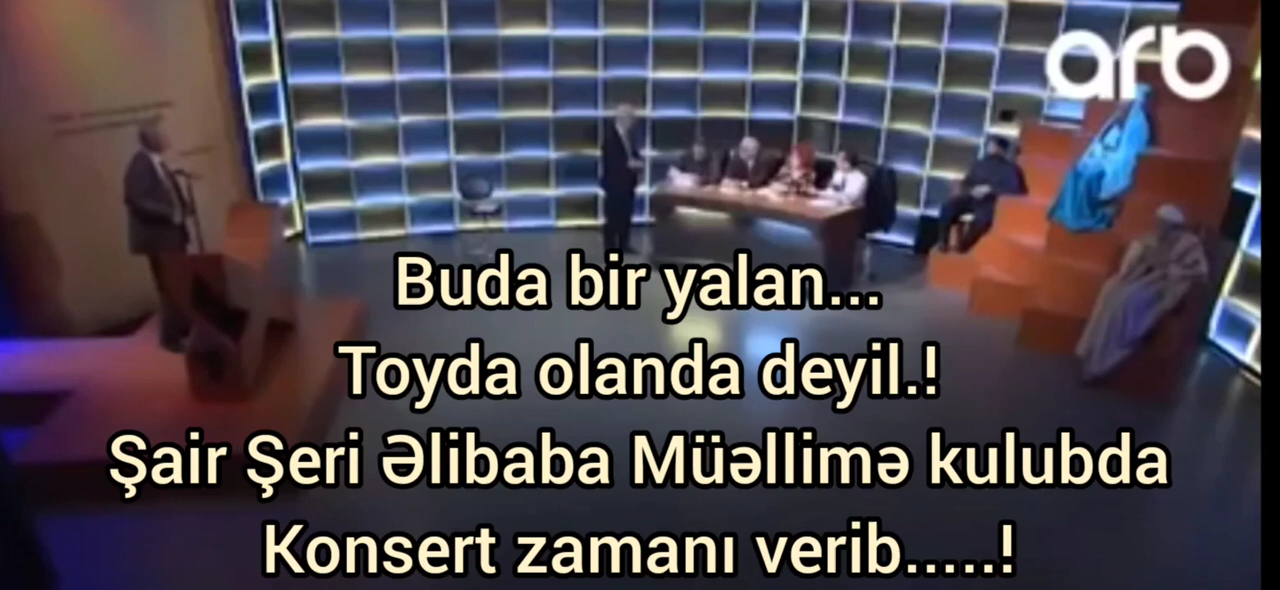 arb
Buda bir yalan...
Toyda olanda deyil.!
Şair Şeri Əlibaba Müəllimə kulubda
Konsert zamanı verib.....!